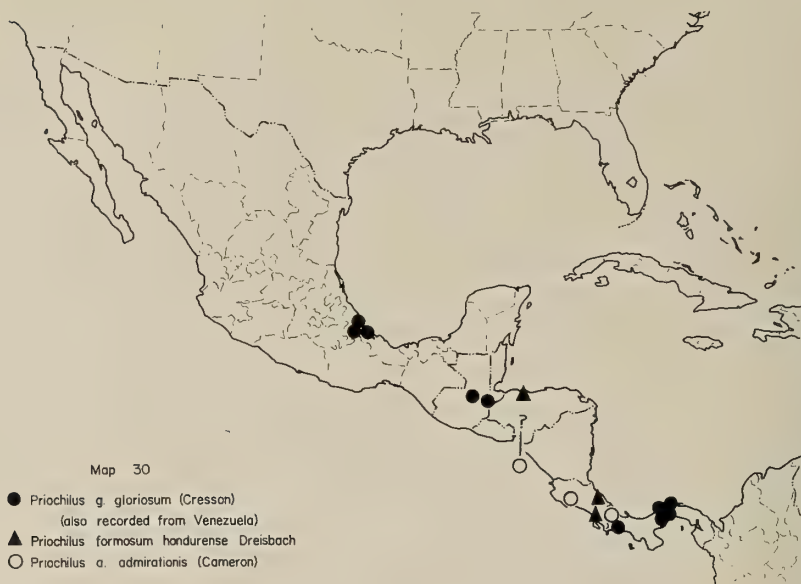 Map 30
Priochilus g. gloriosum (Cresson)
(also recorded from Venezuela)
Priochilus formosum hondurense Dreisbach
Priochilus a. admirationis (Cameron)